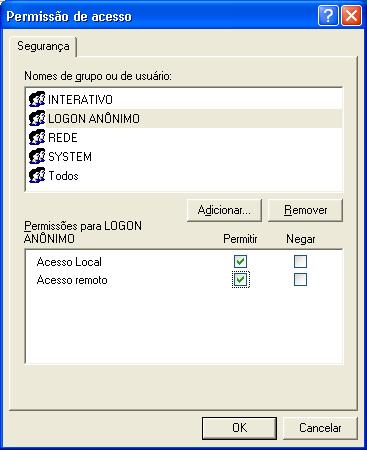 Permissão de acesso
Segurança
Nomes de grupo ou de usuário:
INTERATIVO
LOGON ANÔNIMO
REDE
SYSTEM
Todos
Adicionar... Remover
Permissões para LOGON
ANÔNIMO Permitir Negar
Acesso Local
Acesso remoto
OK Cancelar